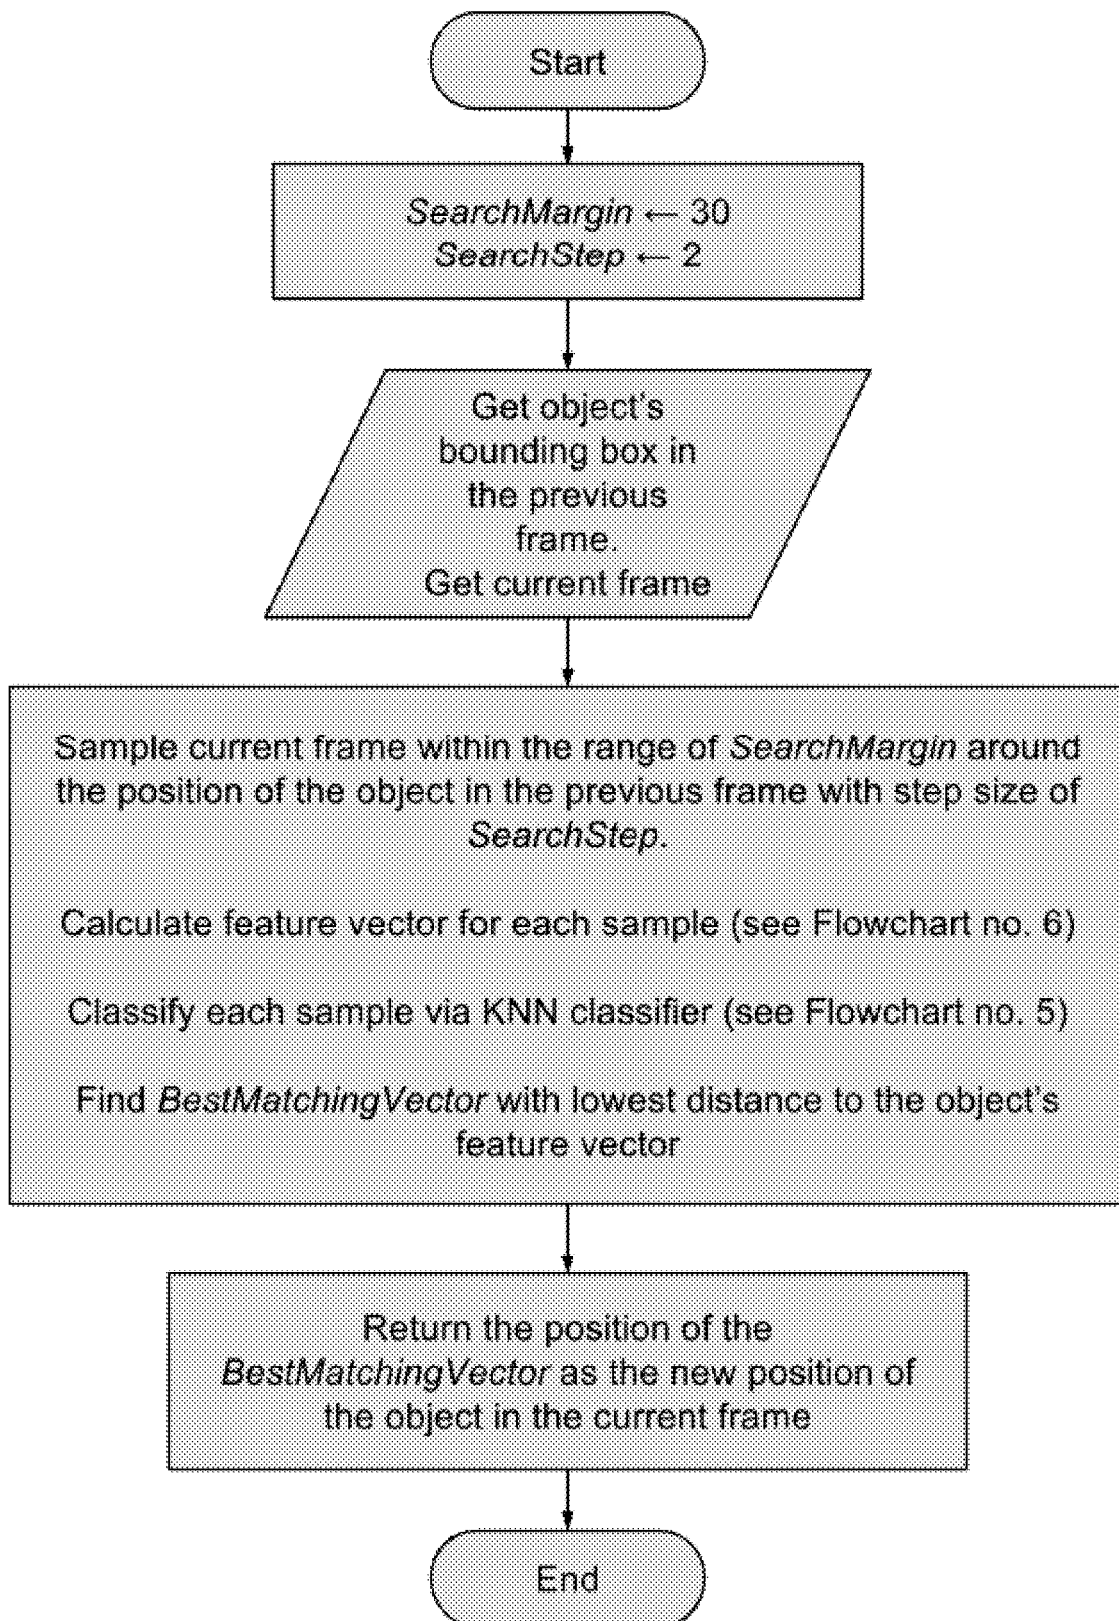 Start
SearchMargin ← 30
SearchStep ← 2
Get object's
bounding box in
the previous
frame.
Get current frame
Sample current frame within the range of SearchMargin around
the position of the object in the previous frame with step size of
SearchStep.
Calculate feature vector for each sample (see Flowchart no. 6)
Classify each sample via KNN classifier (see Flowchart no. 5)
Find BestMatchingVector with lowest distance to the object's
feature vector
Return the position of the
BestMatchingVector as the new position of
the object in the current frame
End